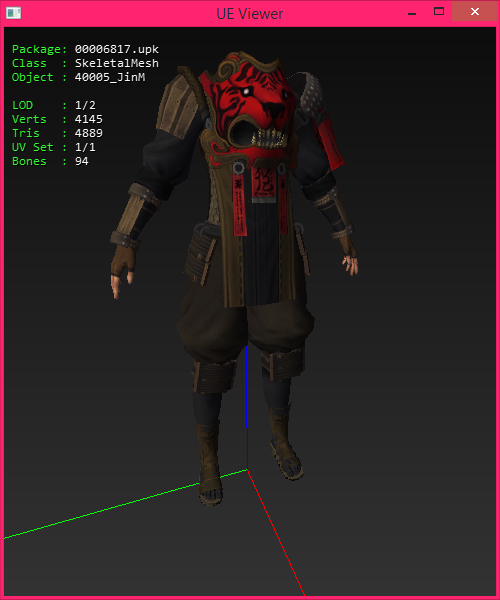 UE Viewer
Package: 00006817.upk
Class  : SkeletalMesh
Object : 40005_JinM
LOD    : 1/2
Verts  : 4145
Tris   : 4889
UV Set : 1/1
Bones  : 94